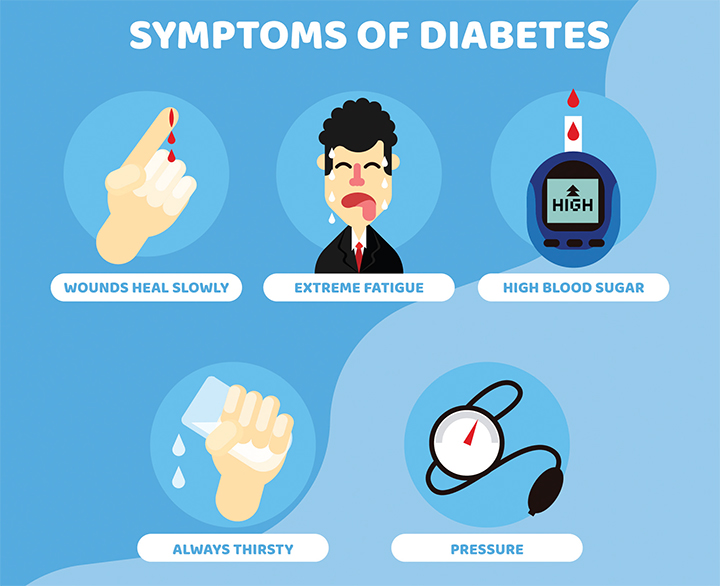 SYMPTOMS OF DIABETES
HIGH
WOUNDS HEAL SLOWLY
EXTREME FATIGUE
HIGH BLOOD SUGAR
ALWAYS THIRSTY
PRESSURE